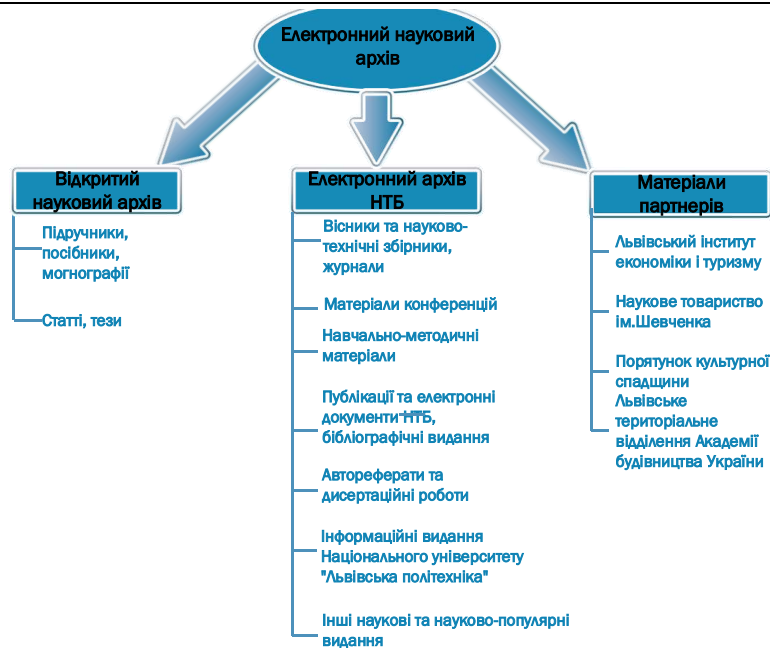 Електронний науковий
архів
Відкритий
науковий архів
Підручники,
посібники,
могнографії
Статті, тези
Електронний архів
НТБ
Вісники та науково-
технічні збірники,
журнали
Матеріали конференцій
Навчально-методичні
матеріали
Публікації та електронні
документи НТБ,
бібліографічні видання
Автореферати та
дисертаційні роботи
Інформаційні видання
Національного університету
"Львівська політехніка"
Інші наукові та науково-популярні
видання
Матеріали
партнерів
Львівський інститут
економіки і туризму
Наукове товариство
ім.Шевченка
Порятунок культурної
спадщини
Львівське
територіальне
відділення Академії
будівництва України